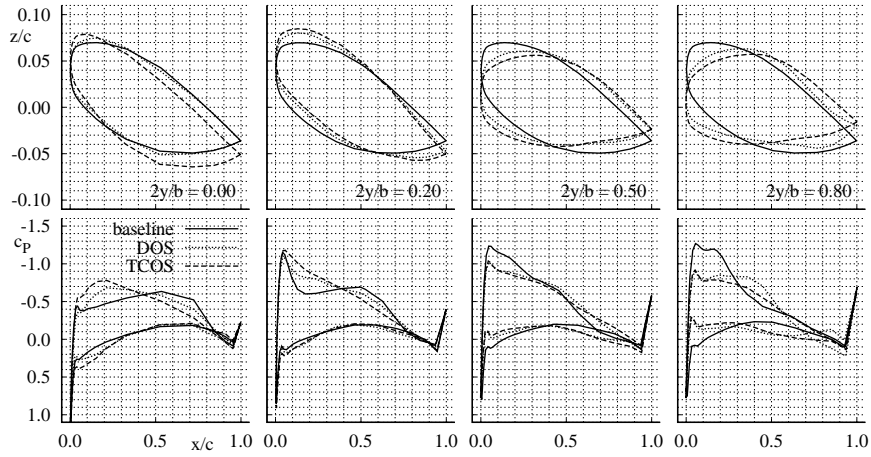 0.10
z/c
0.05
0.00
-0.05
-0.10
2y/b = 0.00
2y/b = 0.20
2y/b = 0.50
2y/b = 0.80
-1.5
baseline
c_P
DOS
-1.0
TCOS
-0.5
0.0
0.5
1.0
0.0 0.5 1.0 0.0 0.5 1.0 0.0 0.5 1.0 0.0 0.5 1.0
x/c